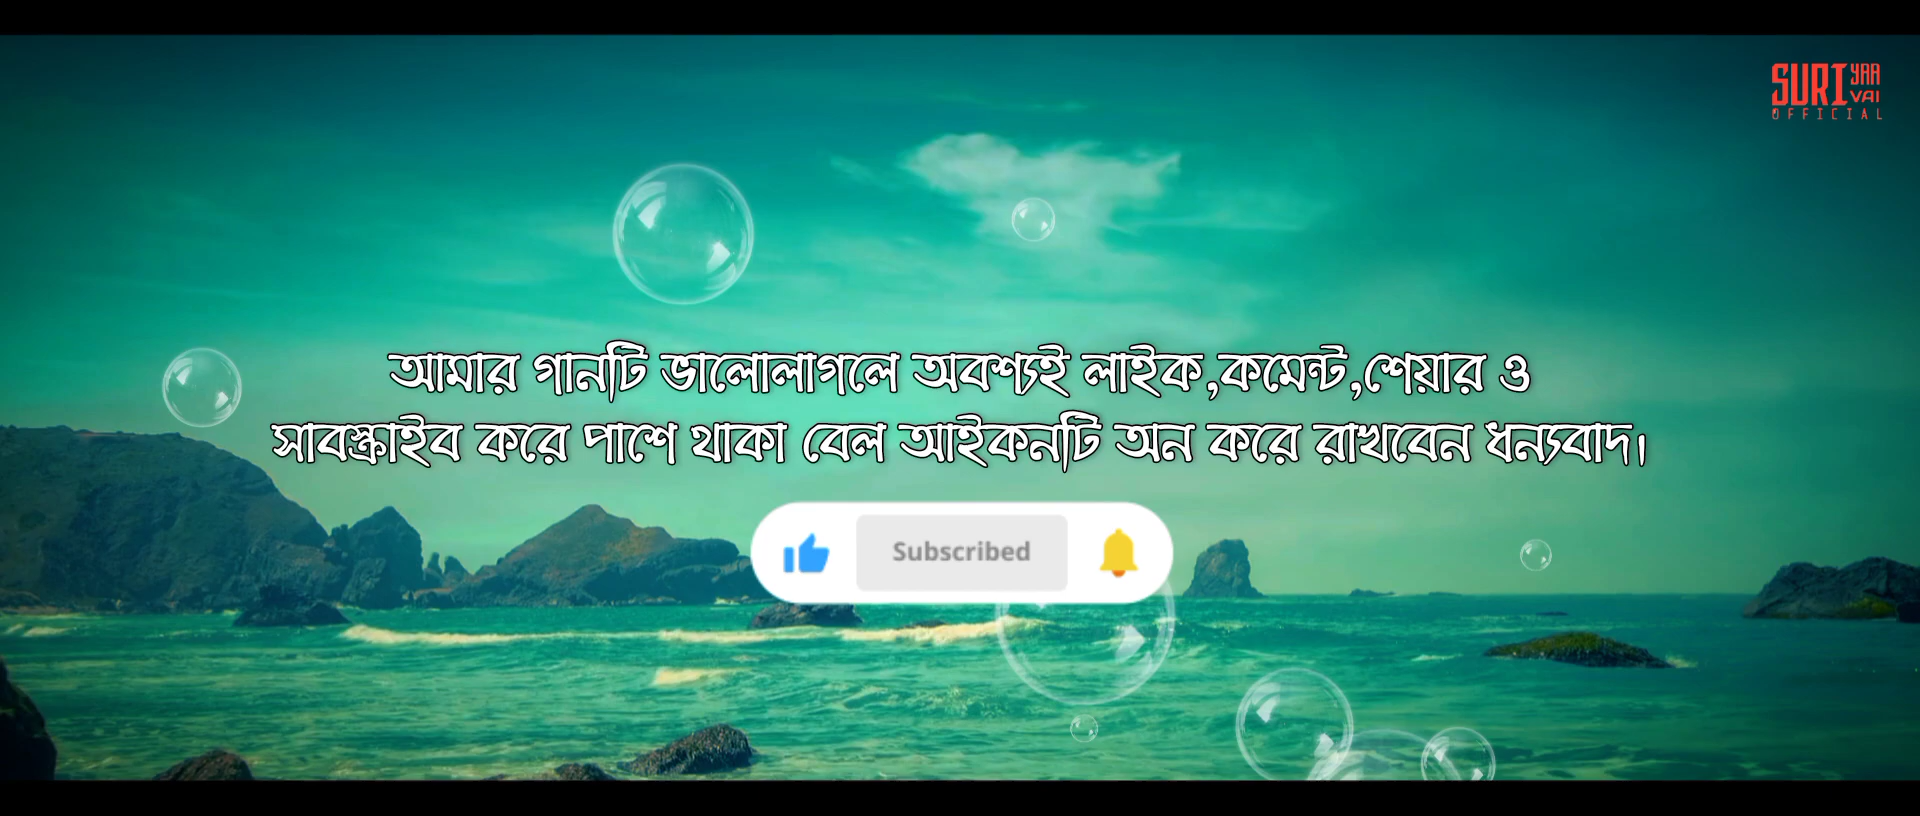 SURI YAA
VAI
OFFICIAL
আমার গানটি ভালোলাগলে অবশ্যই লাইক,কমেন্ট,শেয়ার ও
সাবস্ক্রাইব করে পাশে থাকা বেল আইকনটি অন করে রাখবেন ধন্যবাদ।
Subscribed